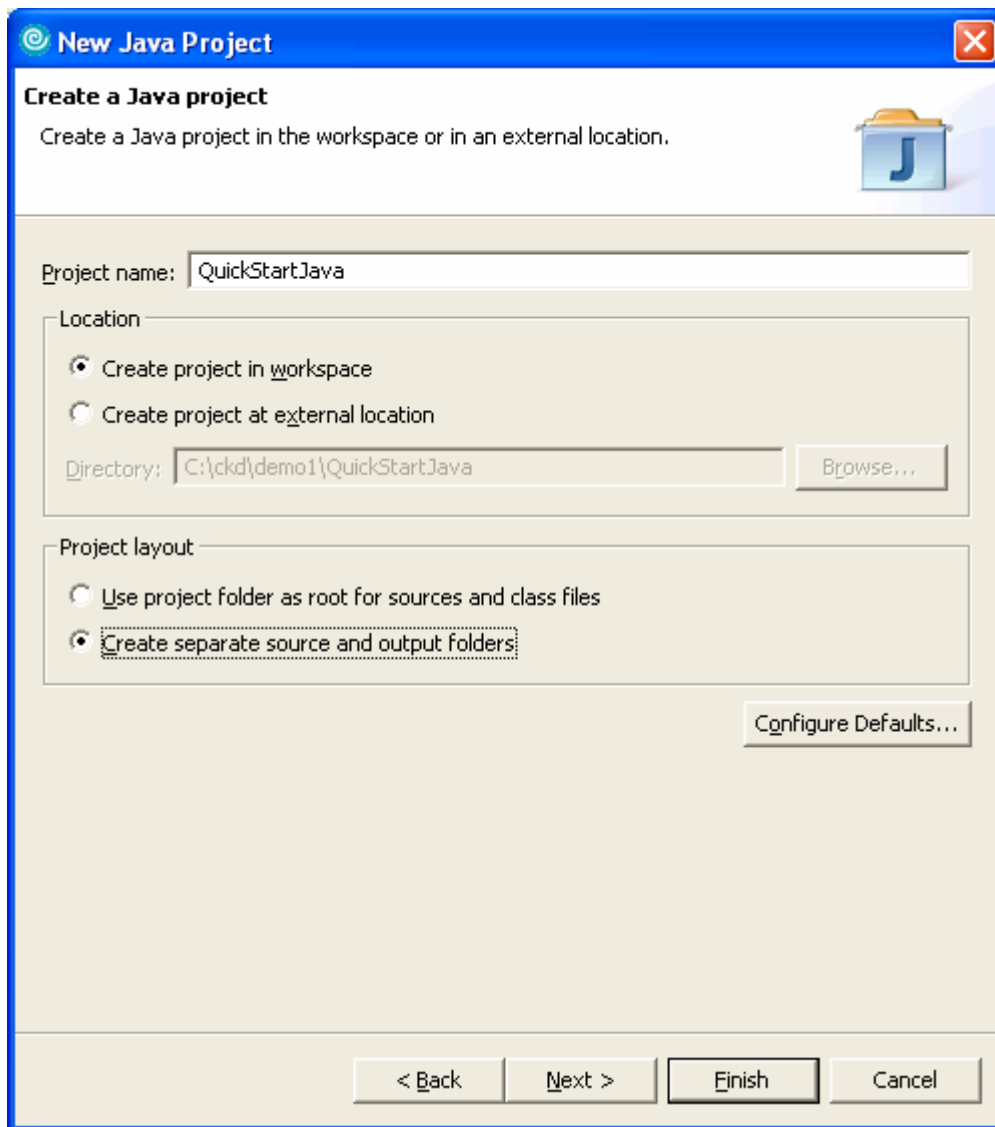 New Java Project
Create a Java project
Create a Java project in the workspace or in an external location.
J
Project name: QuickStartJava
Location
Create project in workspace
Create project at external location
Directory: C:\ckd\demo1\QuickStartJava Browse...
Project layout
Use project folder as root for sources and class files
Create separate source and output folders
Configure Defaults...
< Back Next > Finish Cancel